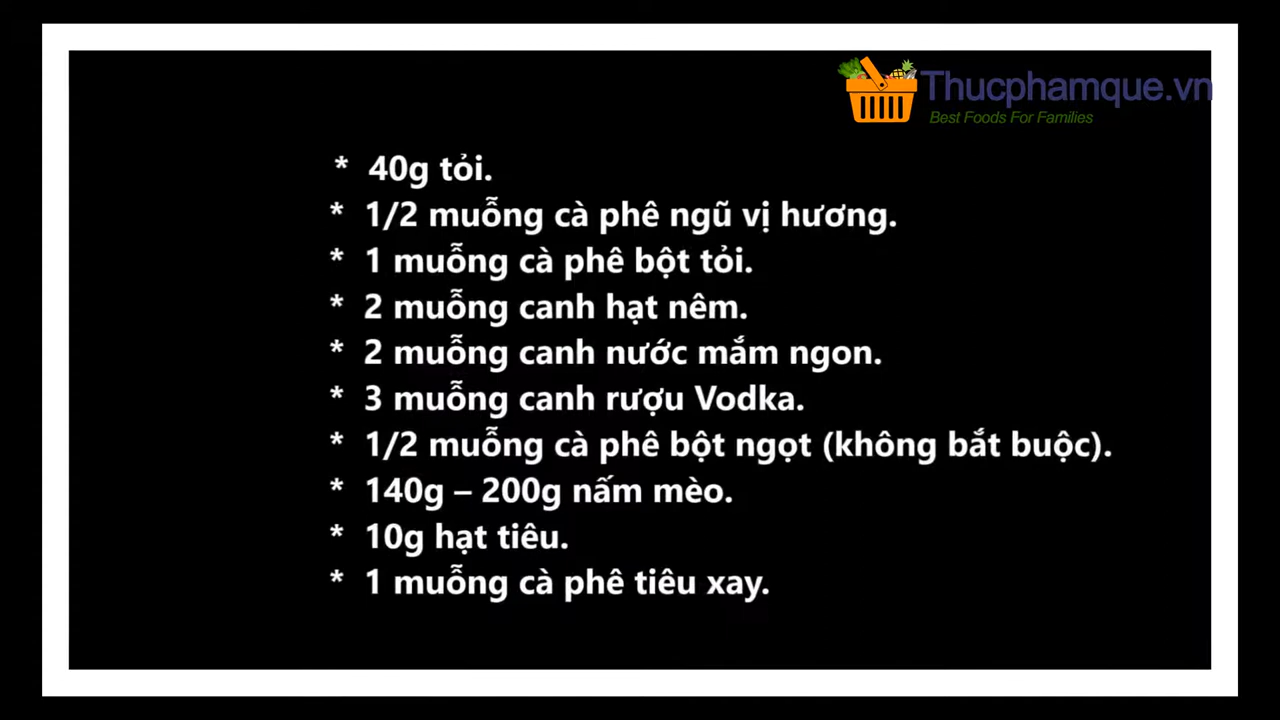 Thucphamque.vn
Best Foods For Families
* 40g tỏi.
* 1/2 muỗng cà phê ngũ vị hương.
* 1 muỗng cà phê bột tỏi.
* 2 muỗng canh hạt nêm.
* 2 muỗng canh nước mắm ngon.
* 3 muỗng canh rượu Vodka.
* 1/2 muỗng cà phê bột ngọt (không bắt buộc).
* 140g – 200g nấm mèo.
* 10g hạt tiêu.
* 1 muỗng cà phê tiêu xay.